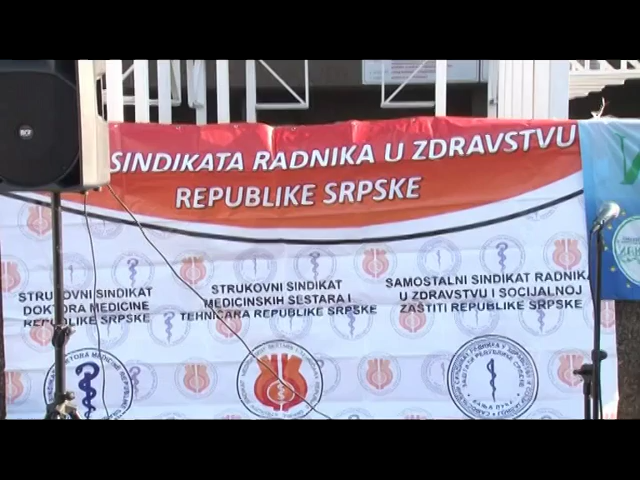 SINDIKATA RADNIKA U ZDRAVSTVU
REPUBLIKE SRPSKE
STRUKOVNI SINDIKAT
DOKTORA MEDICINE
REPUBLIKE SRPSKE
STRUKOVNI SINDIKAT
MEDICINSKIH SESTARA I
TEHNIČARA REPUBLIKE SRPSKE
SAMOSTALNI SINDIKAT RADNIKA
U ZDRAVSTVU I SOCIJALNOJ
ZAŠTITI REPUBLIKE SRPSKE